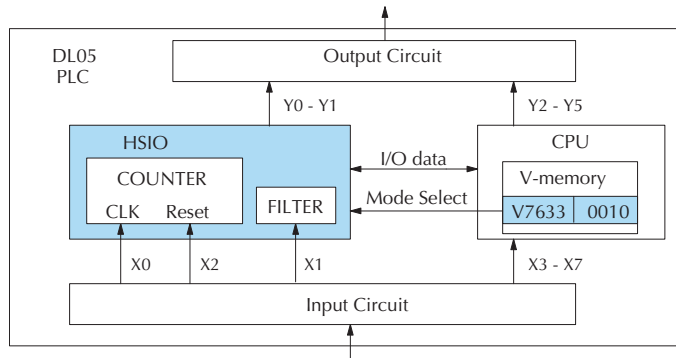 DL05
PLC
Output Circuit
Y0 - Y1
Y2 - Y5
HSIO
CPU
I/O data
COUNTER
CLK
Reset
FILTER
Mode Select
V-memory
V7633
0010
X0
X2
X1
X3 - X7
Input Circuit